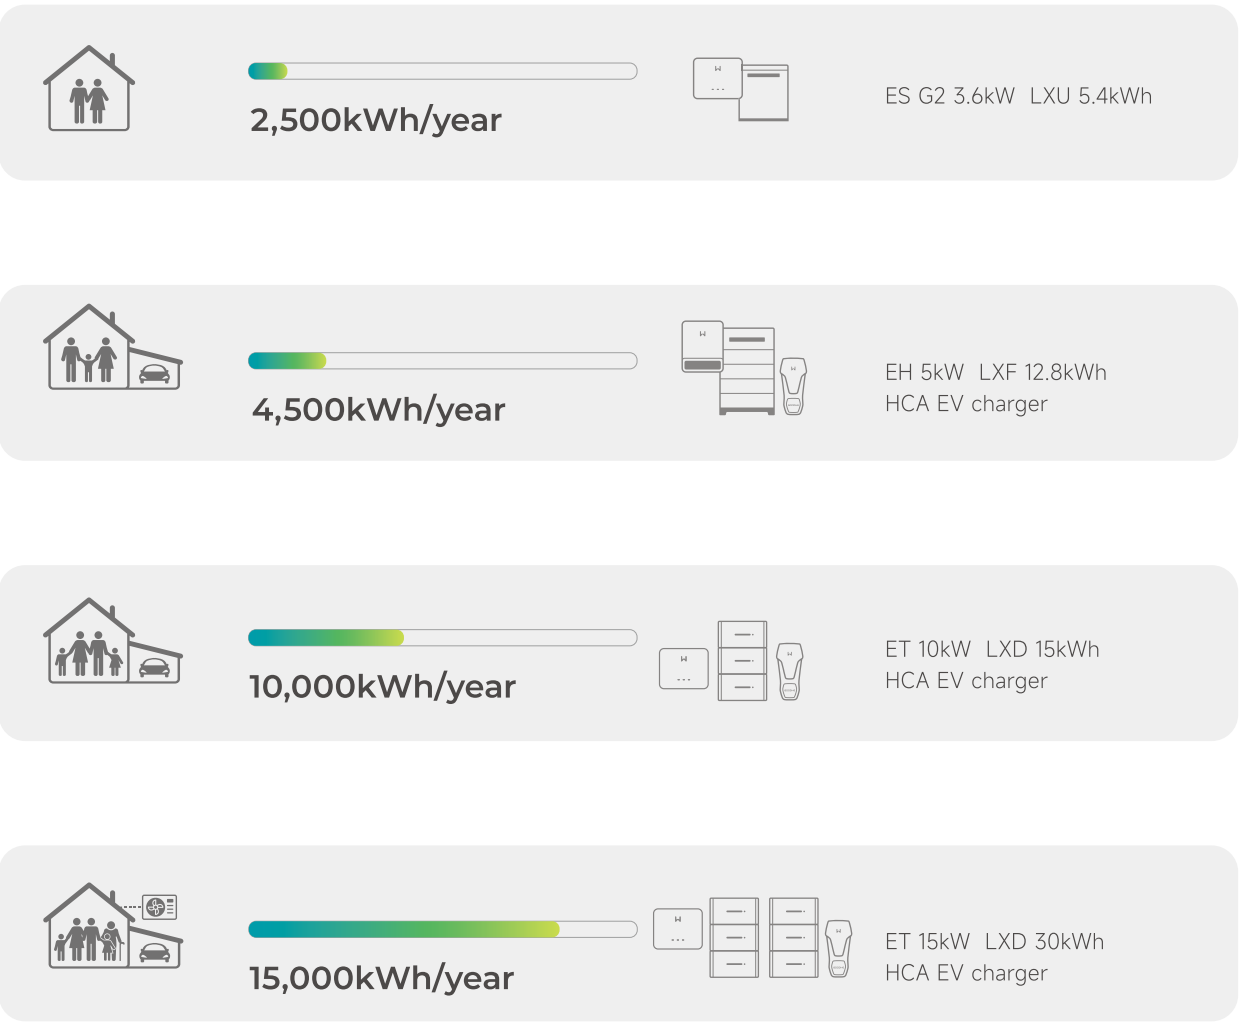 2,500kWh/year
ES G2 3.6kW LXU 5.4kWh
4,500kWh/year
EH 5kW LXF 12.8kWh
HCA EV charger
10,000kWh/year
ET 10kW LXD 15kWh
HCA EV charger
15,000kWh/year
ET 15kW LXD 30kWh
HCA EV charger